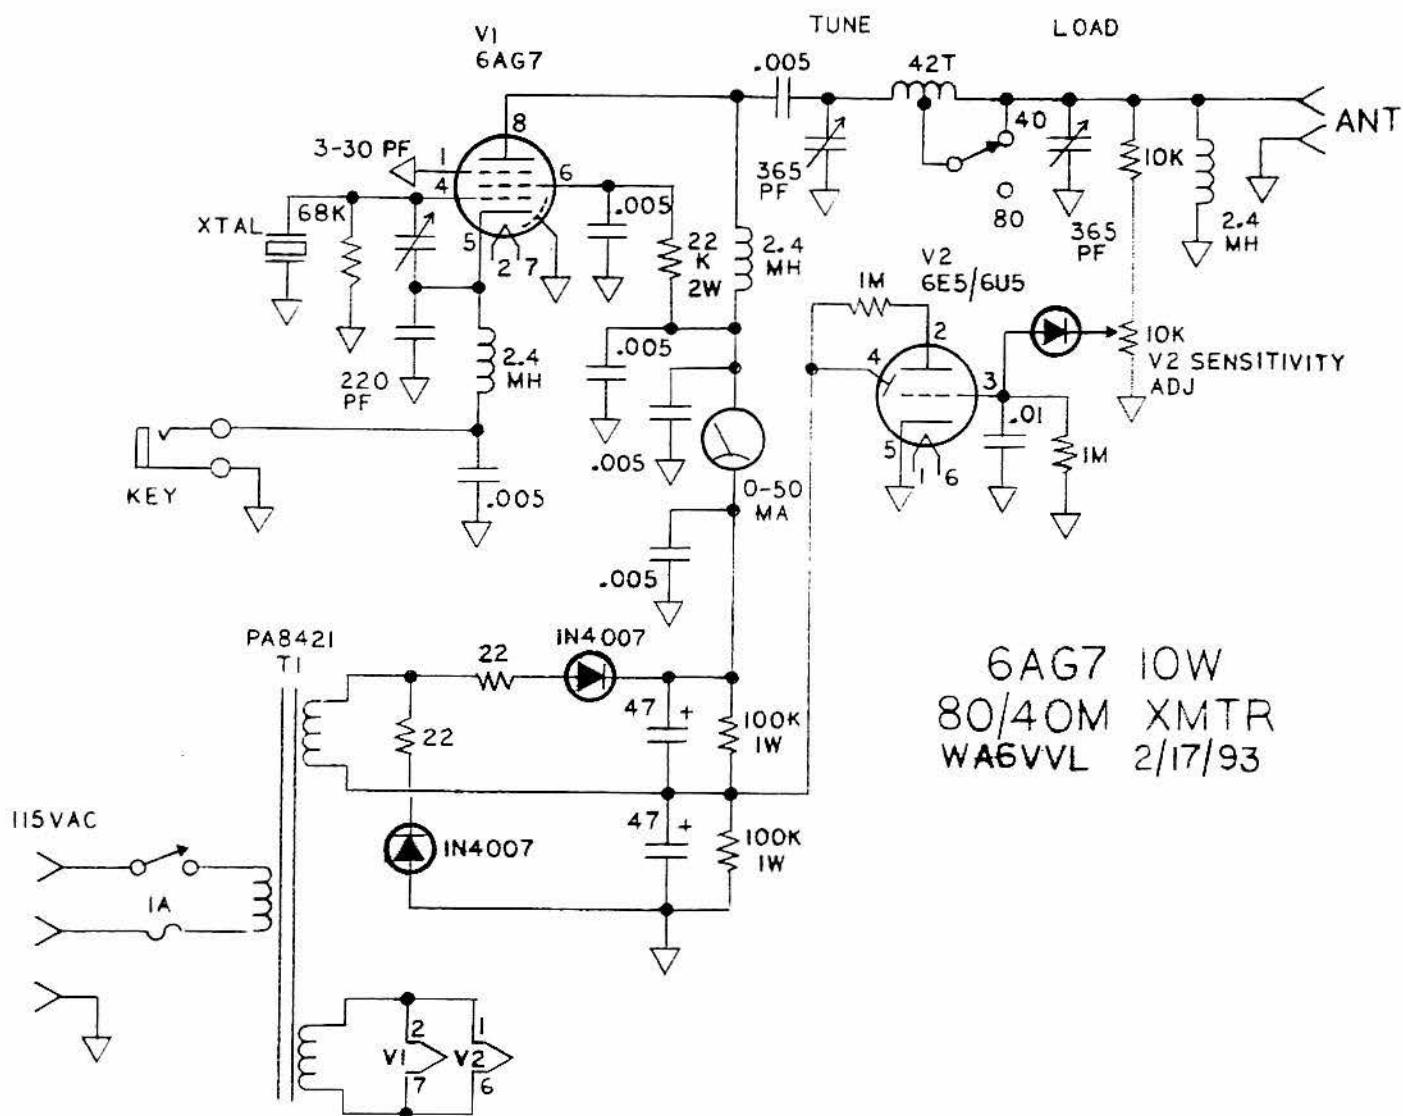 TUNE
LOAD
V1
6AG7
.005
42T
40
80
ANT
8
1
4
6
5
2
7
3-30 PF
68K
XTAL
.005
22
K
2W
2.4
MH
365
PF
365
PF
10K
2.4
MH
V2
6E5/6U5
1M
2
4
3
5
1
6
10K
V2 SENSITIVITY
ADJ
.01
1M
220
PF
2.4
MH
.005
.005
0-50
MA
KEY
.005
.005
PA8421
T1
22
1N4007
47
+
100K
1W
22
1N4007
47
+
100K
1W
115VAC
1A
2
V1
7
1
V2
6
6AG7 10W
80/40M XMTR
WA6VVL 2/17/93